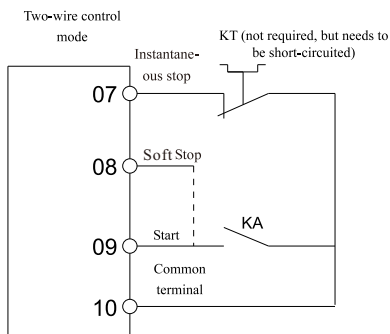 Two-wire control
mode
KT (not required, but needs to
be short-circuited)
Instantane-
ous stop
07
Soft Stop
08
KA
Start
09
Common
terminal
10